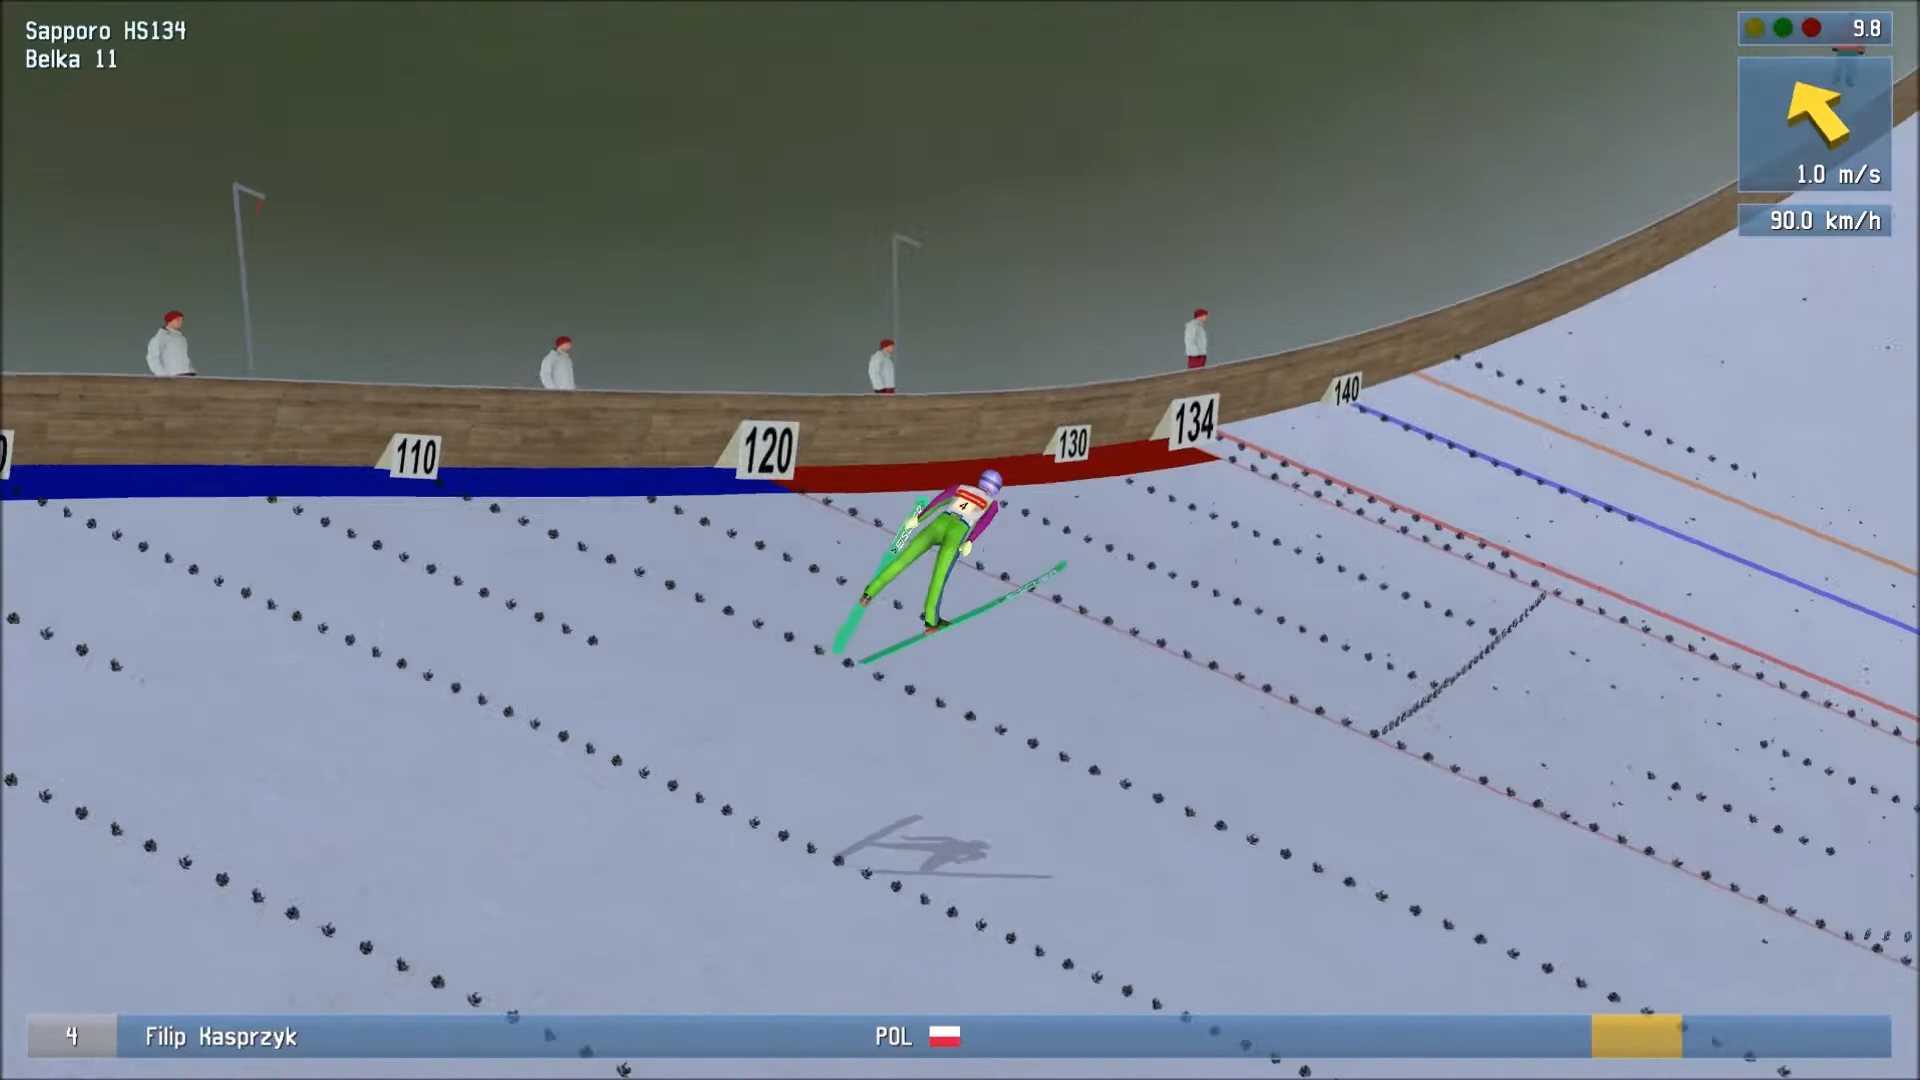 Sapporo HS134
Belka 11
9.8
1.0 m/s
90.0 km/h
110
120
130
134
140
4
4 Filip Kasprzyk POL